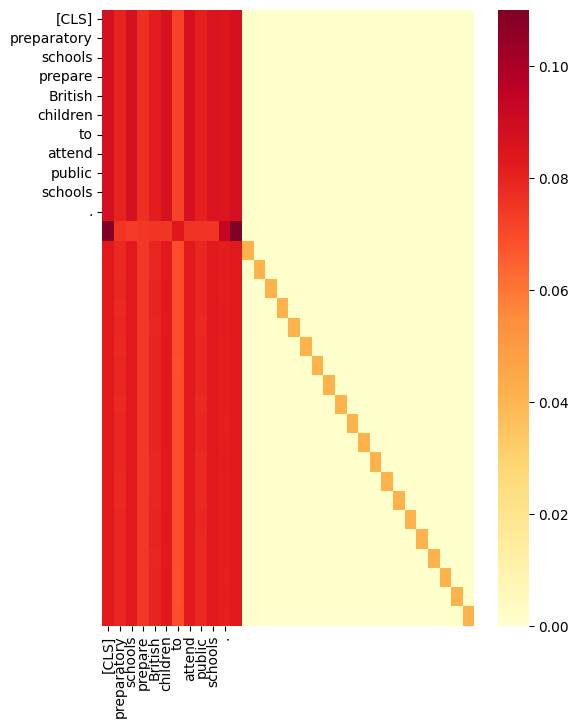 [CLS]
preparatory
schools
prepare
British
children
to
attend
public
schools
.
[CLS]
preparatory
schools
prepare
British
children
to
attend
public
schools
.
0.10
0.08
0.06
0.04
0.02
0.00